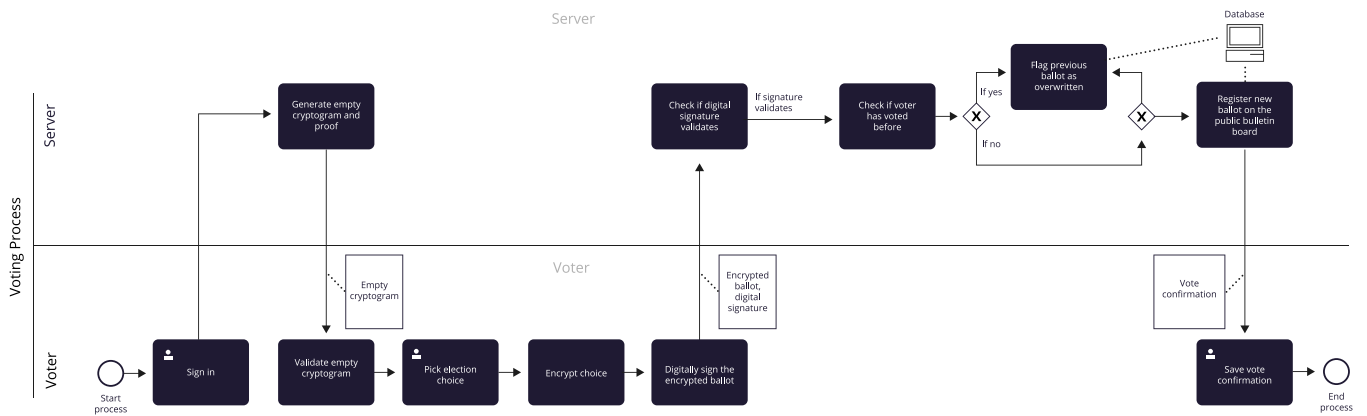 Server
Database
Server
Generate empty
cryptogram and
proof
Check if digital
signature
validates
If signature
validates
Check if voter
has voted
before
X
If yes
If no
Flag previous
ballot as
overwritten
X
Register new
ballot on the
public bulletin
board
Voting Process
Voter
Empty
cryptogram
Encrypted
ballot,
digital
signature
Vote
confirmation
Voter
Start
process
Sign in
Validate empty
cryptogram
Pick election
choice
Encrypt choice
Digitally sign the
encrypted ballot
Save vote
confirmation
End
process